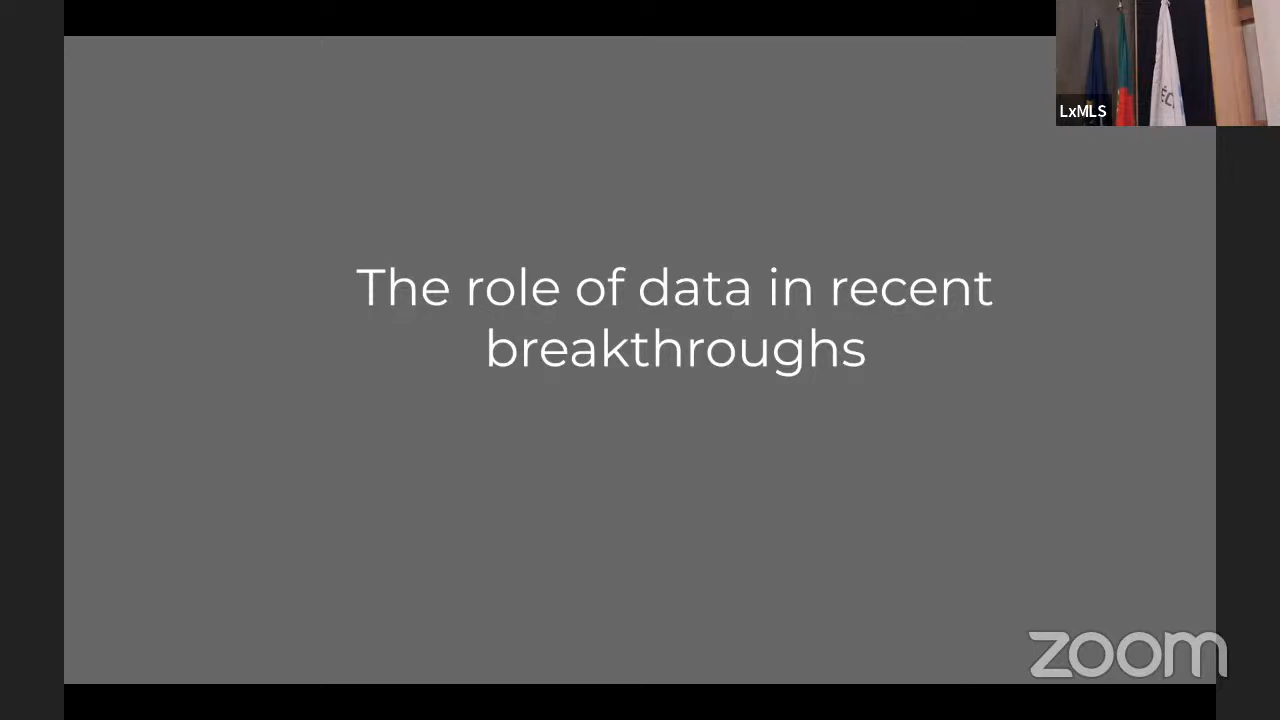 LxMLS
The role of data in recent
breakthroughs
zoom